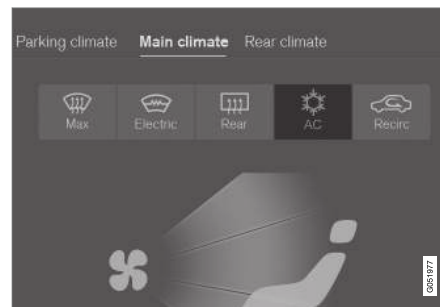 Parking climate Main climate Rear climate
Max Electric Rear AC Recirc
G051977